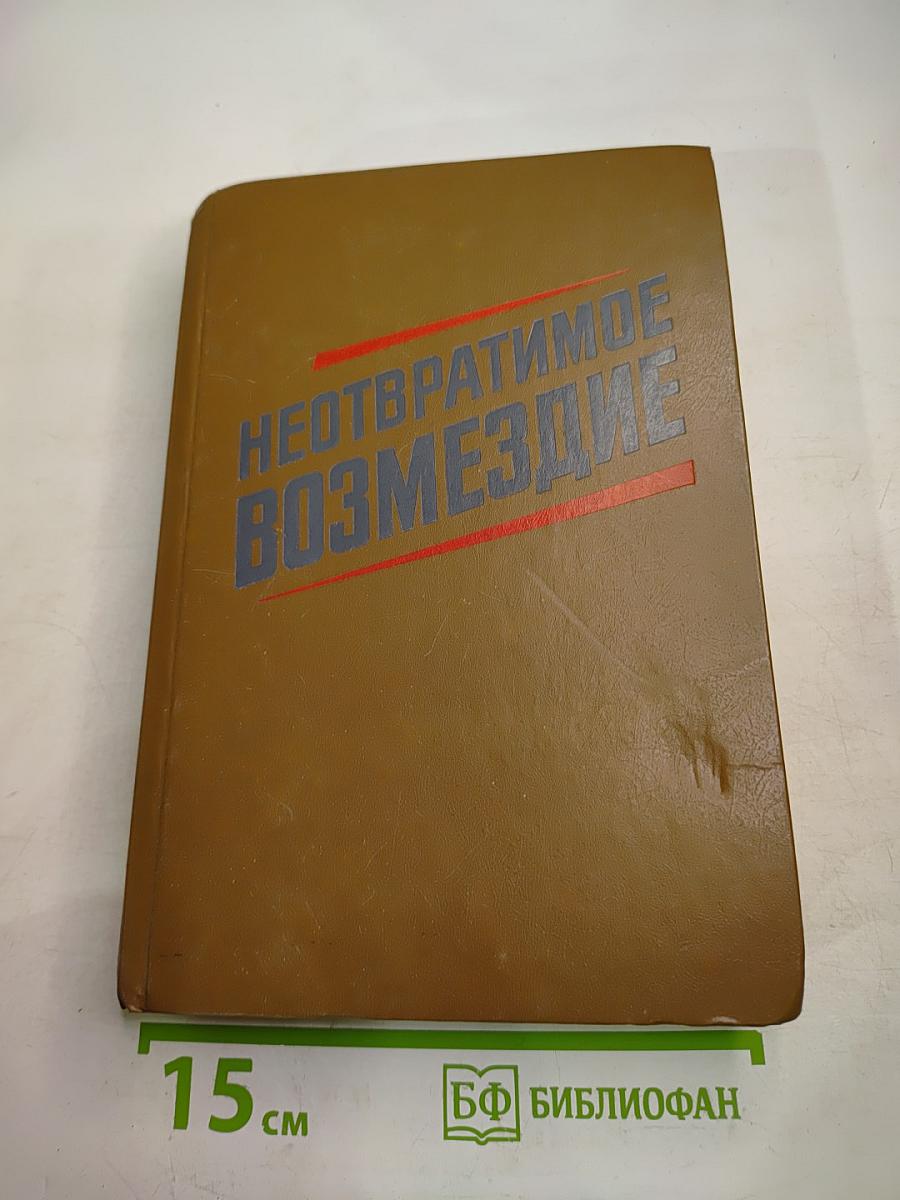 НЕОТВРАТИМОЕ
ВОЗМЕЗДИЕ
15 см
БФ БИБЛИОФАН